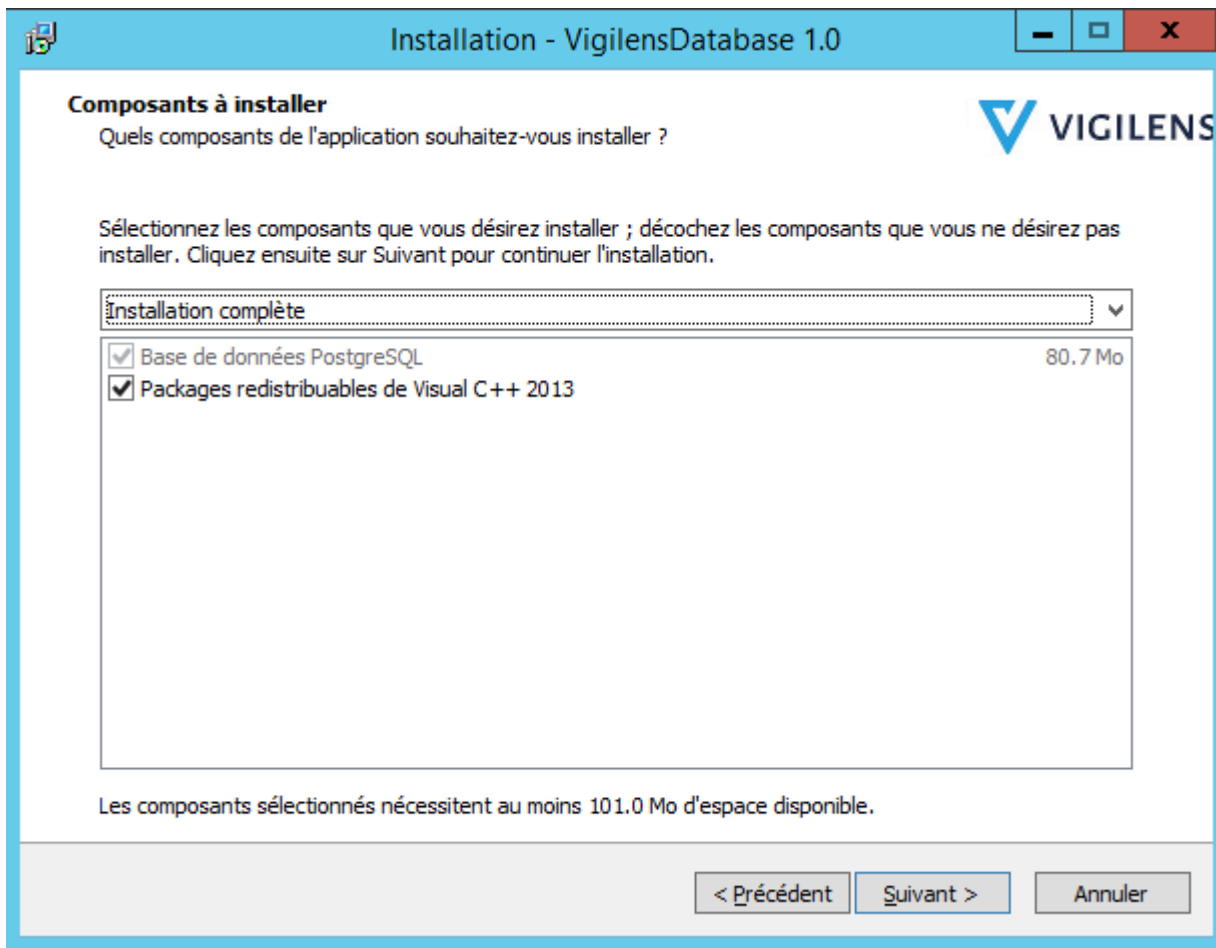 Installation - VigilensDatabase 1.0
Composants à installer
Quels composants de l'application souhaitez-vous installer ?
VIGILENS
Sélectionnez les composants que vous désirez installer ; décochez les composants que vous ne désirez pas
installer. Cliquez ensuite sur Suivant pour continuer l'installation.
Installation complète
Base de données PostgreSQL 80.7 Mo
Packages redistribuables de Visual C++ 2013
Les composants sélectionnés nécessitent au moins 101.0 Mo d'espace disponible.
< Précédent Suivant > Annuler